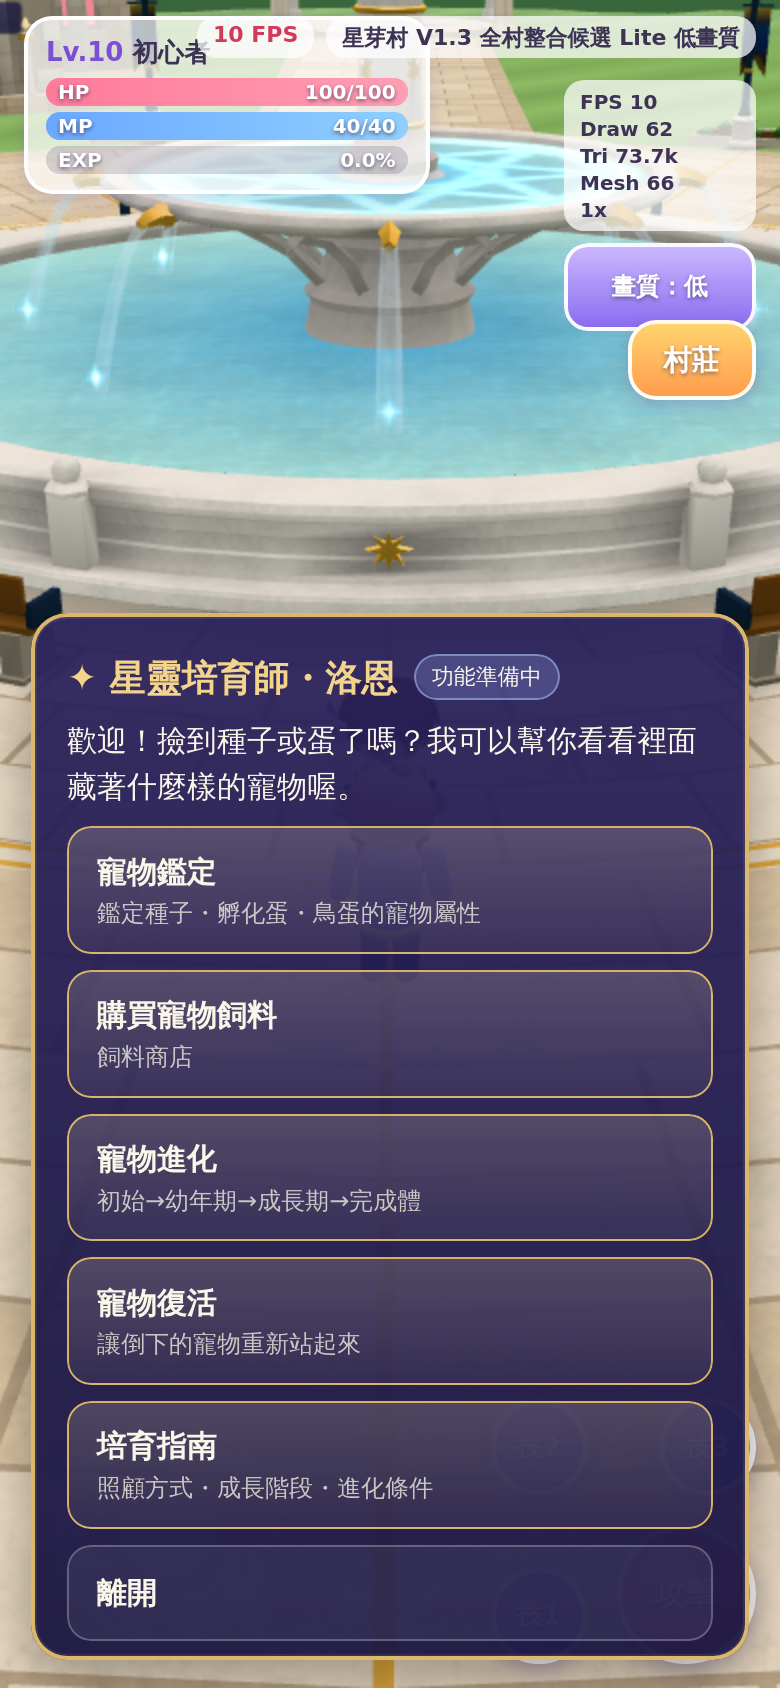 Lv.10 初心者
10 FPS
星芽村 V1.3 全村整合候選 Lite 低畫質
HP 100/100
MP 40/40
EXP 0.0%
FPS 10
Draw 62
Tri 73.7k
Mesh 66
1x
畫質：低
村莊
✦ 星靈培育師・洛恩 功能準備中
歡迎！撿到種子或蛋了嗎？我可以幫你看看裡面
藏著什麼樣的寵物喔。
寵物鑑定
鑑定種子・孵化蛋・鳥蛋的寵物屬性
購買寵物飼料
飼料商店
寵物進化
初始→幼年期→成長期→完成體
寵物復活
讓倒下的寵物重新站起來
培育指南
照顧方式・成長階段・進化條件
技2
技3
離開
技1
攻擊